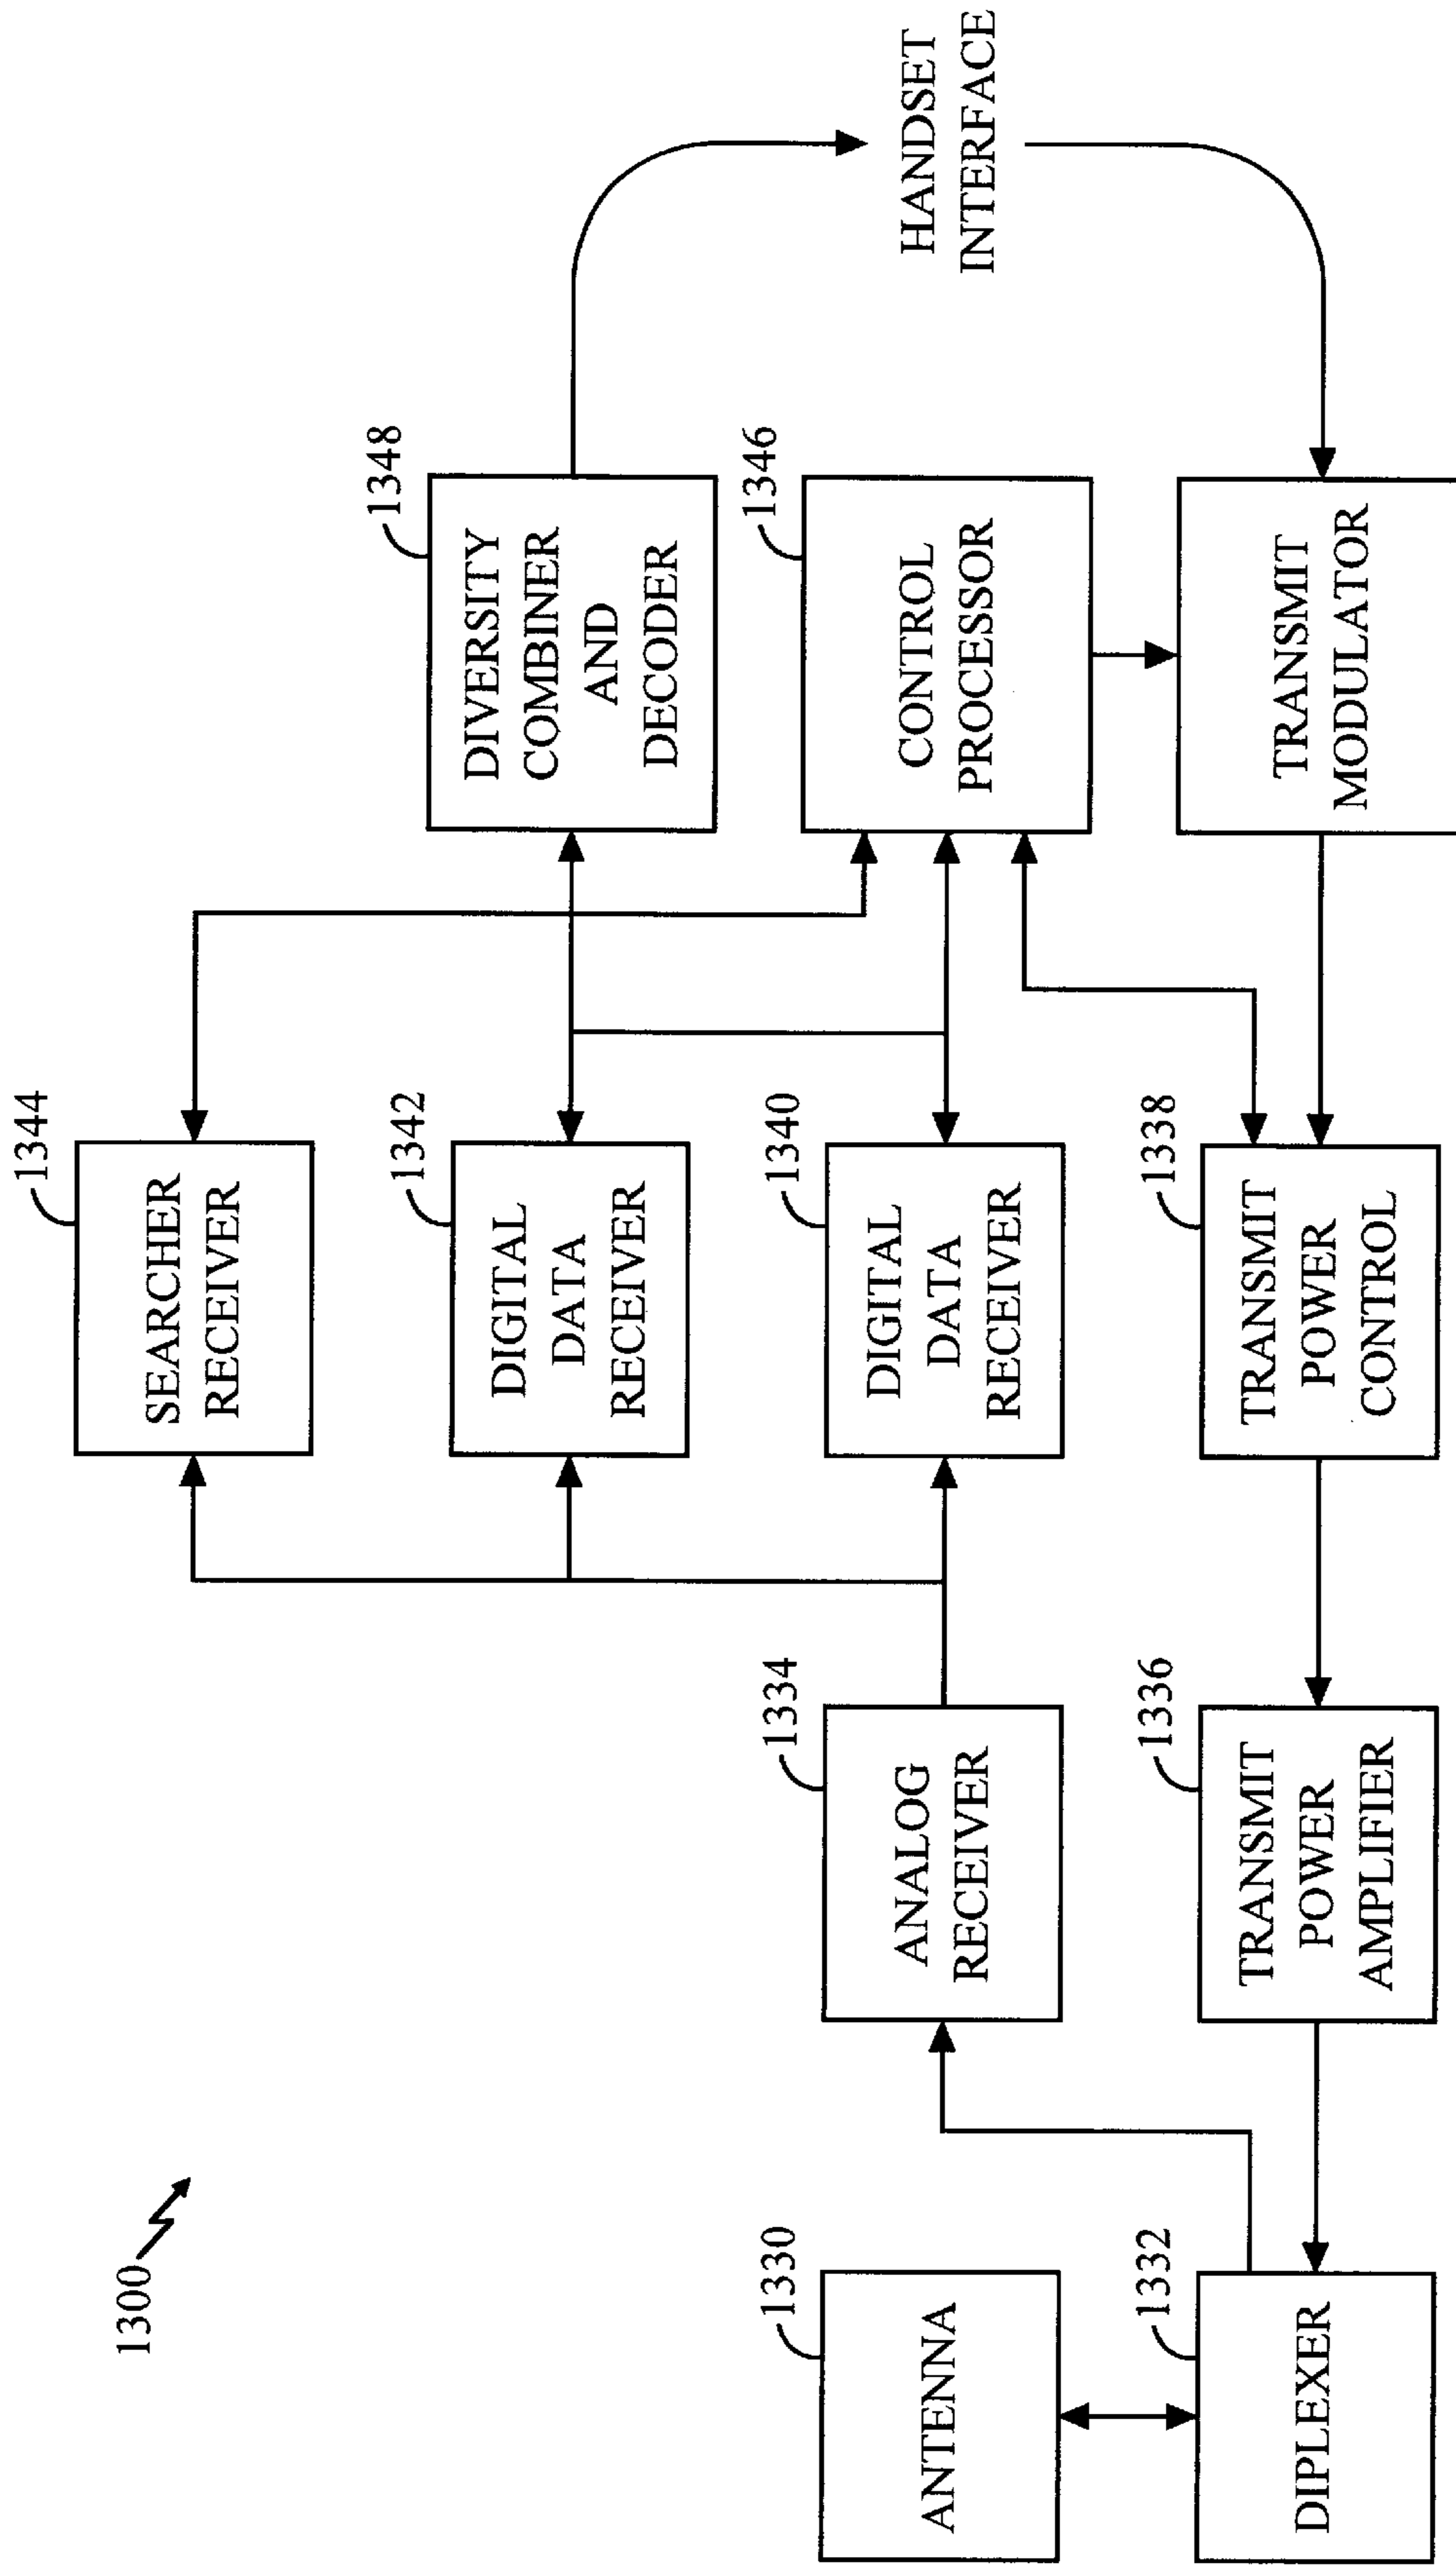 1300
1344
SEARCHER
RECEIVER
1342
DIGITAL
DATA
RECEIVER
1348
DIVERSITY
COMBINER
AND
DECODER
1330
ANTENNA
1334
ANALOG
RECEIVER
1340
DIGITAL
DATA
RECEIVER
1346
CONTROL
PROCESSOR
HANDSET
INTERFACE
1332
DIPLEXER
1336
TRANSMIT
POWER
AMPLIFIER
1338
TRANSMIT
POWER
CONTROL
TRANSMIT
MODULATOR